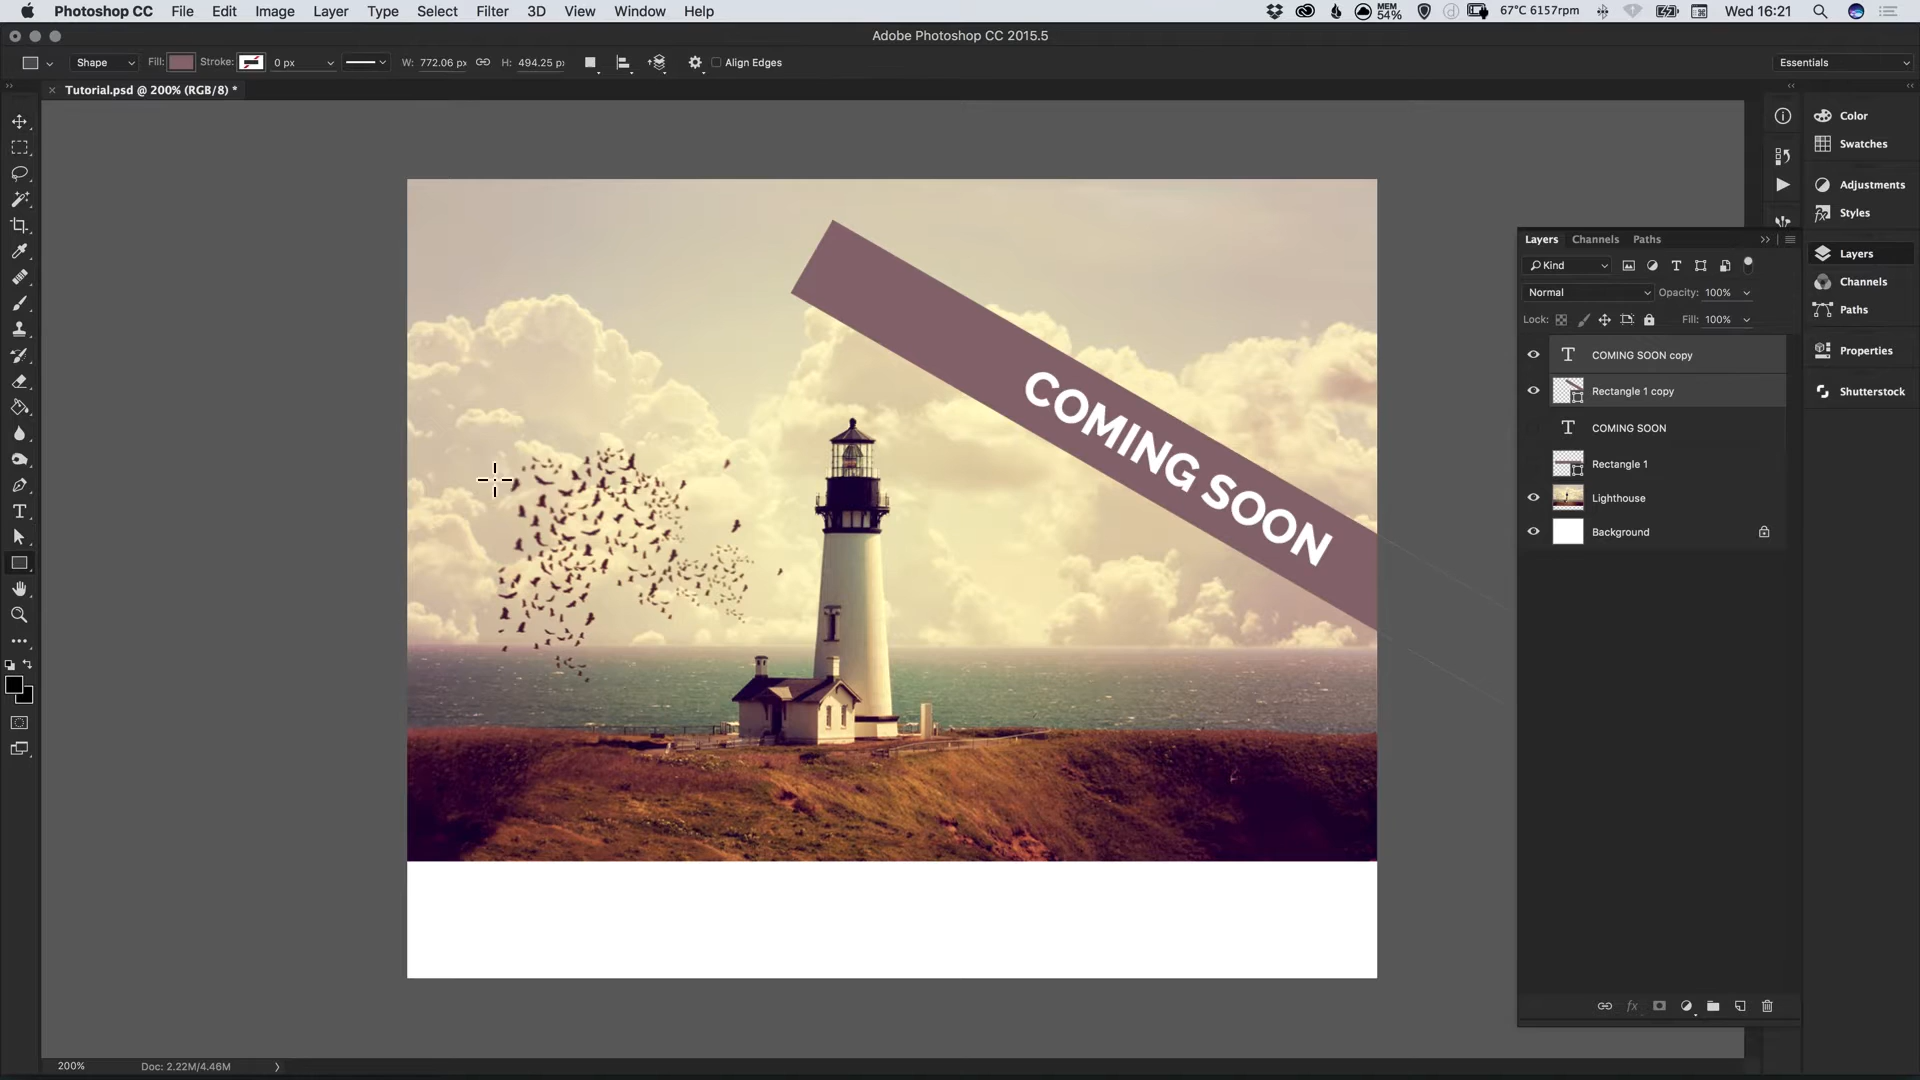 Photoshop CC File Edit Image Layer Type Select Filter 3D View Window Help MEM 54% 67°C 6157rpm Wed 16:21
Adobe Photoshop CC 2015.5
Shape Fill: Stroke: 0 px W: 772.06 px H: 494.25 px Align Edges Essentials
× Tutorial.psd @ 200% (RGB/8) *
COMING SOON
Layers Channels Paths
Kind
Normal Opacity: 100%
Lock: Fill: 100%
COMING SOON copy
Rectangle 1 copy
COMING SOON
Rectangle 1
Lighthouse
Background
fx
Color
Swatches
Adjustments
Styles
Layers
Channels
Paths
Properties
Shutterstock
200% Doc: 2.22M/4.46M